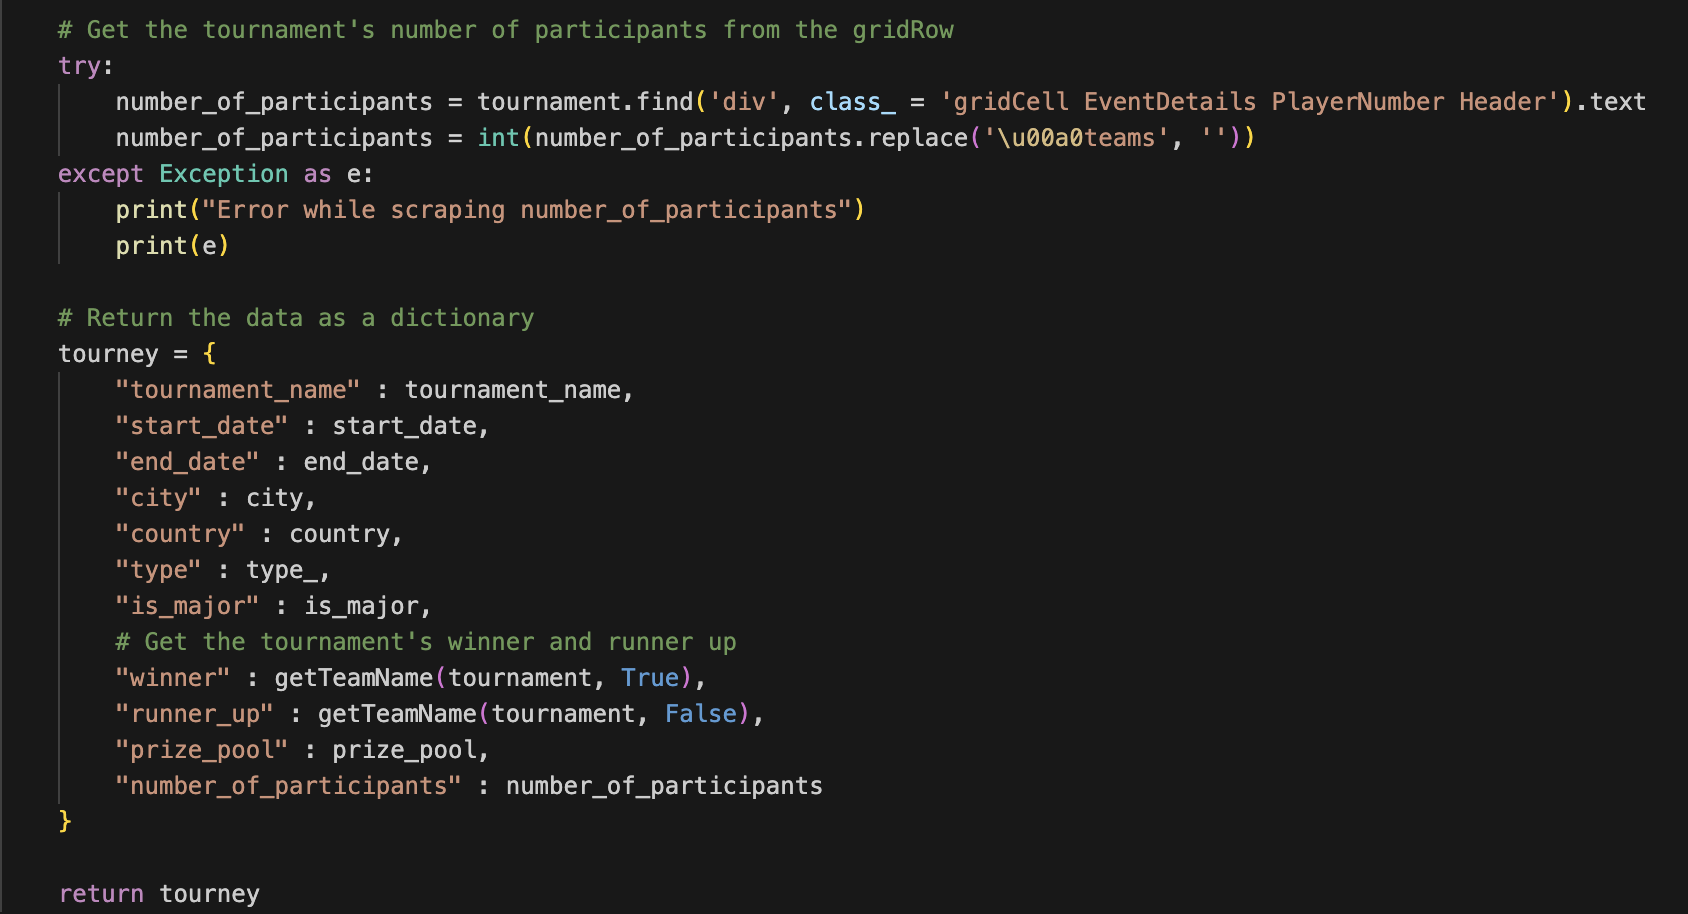 # Get the tournament's number of participants from the gridRow
try:
    number_of_participants = tournament.find('div', class_ = 'gridCell EventDetails PlayerNumber Header').text
    number_of_participants = int(number_of_participants.replace('\u00a0teams', ''))
except Exception as e:
    print("Error while scraping number_of_participants")
    print(e)

# Return the data as a dictionary
tourney = {
    "tournament_name" : tournament_name,
    "start_date" : start_date,
    "end_date" : end_date,
    "city" : city,
    "country" : country,
    "type" : type_,
    "is_major" : is_major,
    # Get the tournament's winner and runner up
    "winner" : getTeamName(tournament, True),
    "runner_up" : getTeamName(tournament, False),
    "prize_pool" : prize_pool,
    "number_of_participants" : number_of_participants
}

return tourney